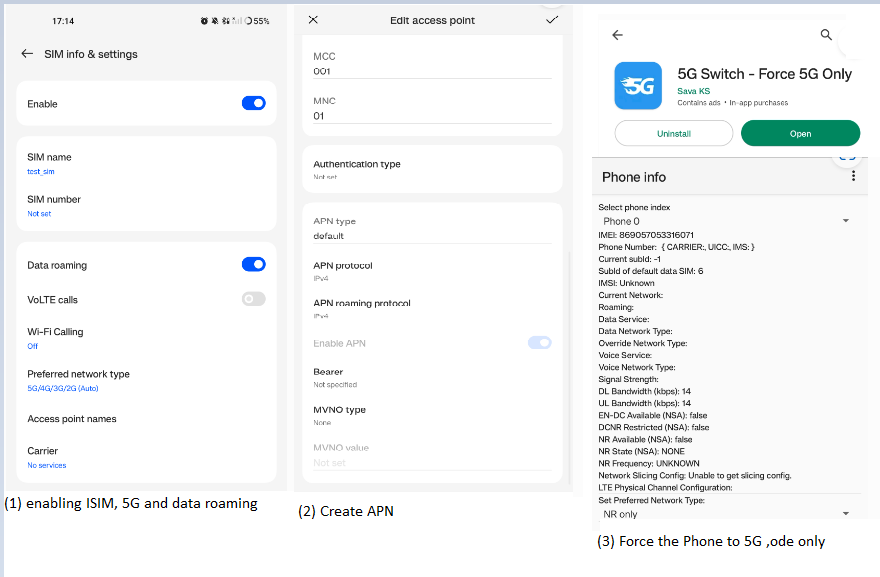 17:14
55%
SIM info & settings
Enable
SIM name
test_sim
SIM number
Not set
Data roaming
VoLTE calls
Wi-Fi Calling
Off
Preferred network type
5G/4G/3G/2G (Auto)
Access point names
Carrier
No services
(1) enabling ISIM, 5G and data roaming
Edit access point
MCC
001
MNC
01
Authentication type
Not set
APN type
default
APN protocol
IPv4
APN roaming protocol
IPv4
Enable APN
Bearer
Not specified
MVNO type
None
MVNO value
Not set
(2) Create APN
5G
5G Switch - Force 5G Only
Sava KS
Contains ads • In-app purchases
Uninstall
Open
Phone info
Select phone index
Phone 0
IMEI: 869057053316071
Phone Number: { CARRIER:, UICC:, IMS: }
Current subId: -1
SubId of default data SIM: 6
IMSI: Unknown
Current Network:
Roaming:
Data Service:
Data Network Type:
Override Network Type:
Voice Service:
Voice Network Type:
Signal Strength:
DL Bandwidth (kbps): 14
UL Bandwidth (kbps): 14
EN-DC Available (NSA): false
DCNR Restricted (NSA): false
NR Available (NSA): false
NR State (NSA): NONE
NR Frequency: UNKNOWN
Network Slicing Config: Unable to get slicing config.
LTE Physical Channel Configuration:
Set Preferred Network Type:
NR only
(3) Force the Phone to 5G ,ode only